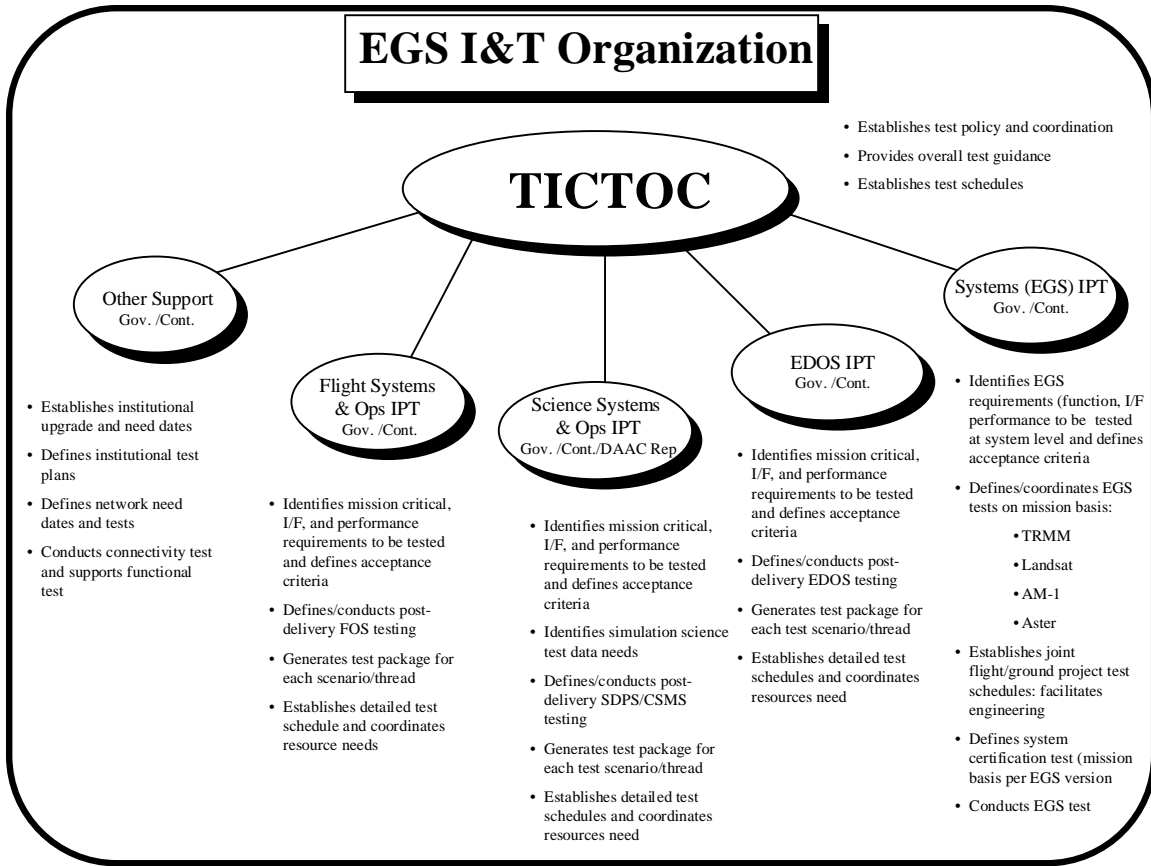 EGS I&T Organization
TICTOC
• Establishes test policy and coordination
• Provides overall test guidance
• Establishes test schedules
Other Support
Gov. /Cont.
• Establishes institutional
upgrade and need dates
• Defines institutional test
plans
• Defines network need
dates and tests
• Conducts connectivity test
and supports functional
test
Flight Systems
& Ops IPT
Gov. /Cont.
• Identifies mission critical,
I/F, and performance
requirements to be tested
and defines acceptance
criteria
• Defines/conducts post-
delivery FOS testing
• Generates test package for
each scenario/thread
• Establishes detailed test
schedule and coordinates
resource needs
Science Systems
& Ops IPT
Gov. /Cont./DAAC Rep
• Identifies mission critical,
I/F, and performance
requirements to be tested
and defines acceptance
criteria
• Identifies simulation science
test data needs
• Defines/conducts post-
delivery SDPS/CSMS
testing
• Generates test package for
each test scenario/thread
• Establishes detailed test
schedules and coordinates
resources need
EDOS IPT
Gov. /Cont.
• Identifies mission critical,
I/F, and performance
requirements to be tested
and defines acceptance
criteria
• Defines/conducts post-
delivery EDOS testing
• Generates test package for
each test scenario/thread
• Establishes detailed test
schedules and coordinates
resources need
Systems (EGS) IPT
Gov. /Cont.
• Identifies EGS
requirements (function, I/F
performance to be tested
at system level and defines
acceptance criteria
• Defines/coordinates EGS
tests on mission basis:
• TRMM
• Landsat
• AM-1
• Aster
• Establishes joint
flight/ground project test
schedules: facilitates
engineering
• Defines system
certification test (mission
basis per EGS version
• Conducts EGS test